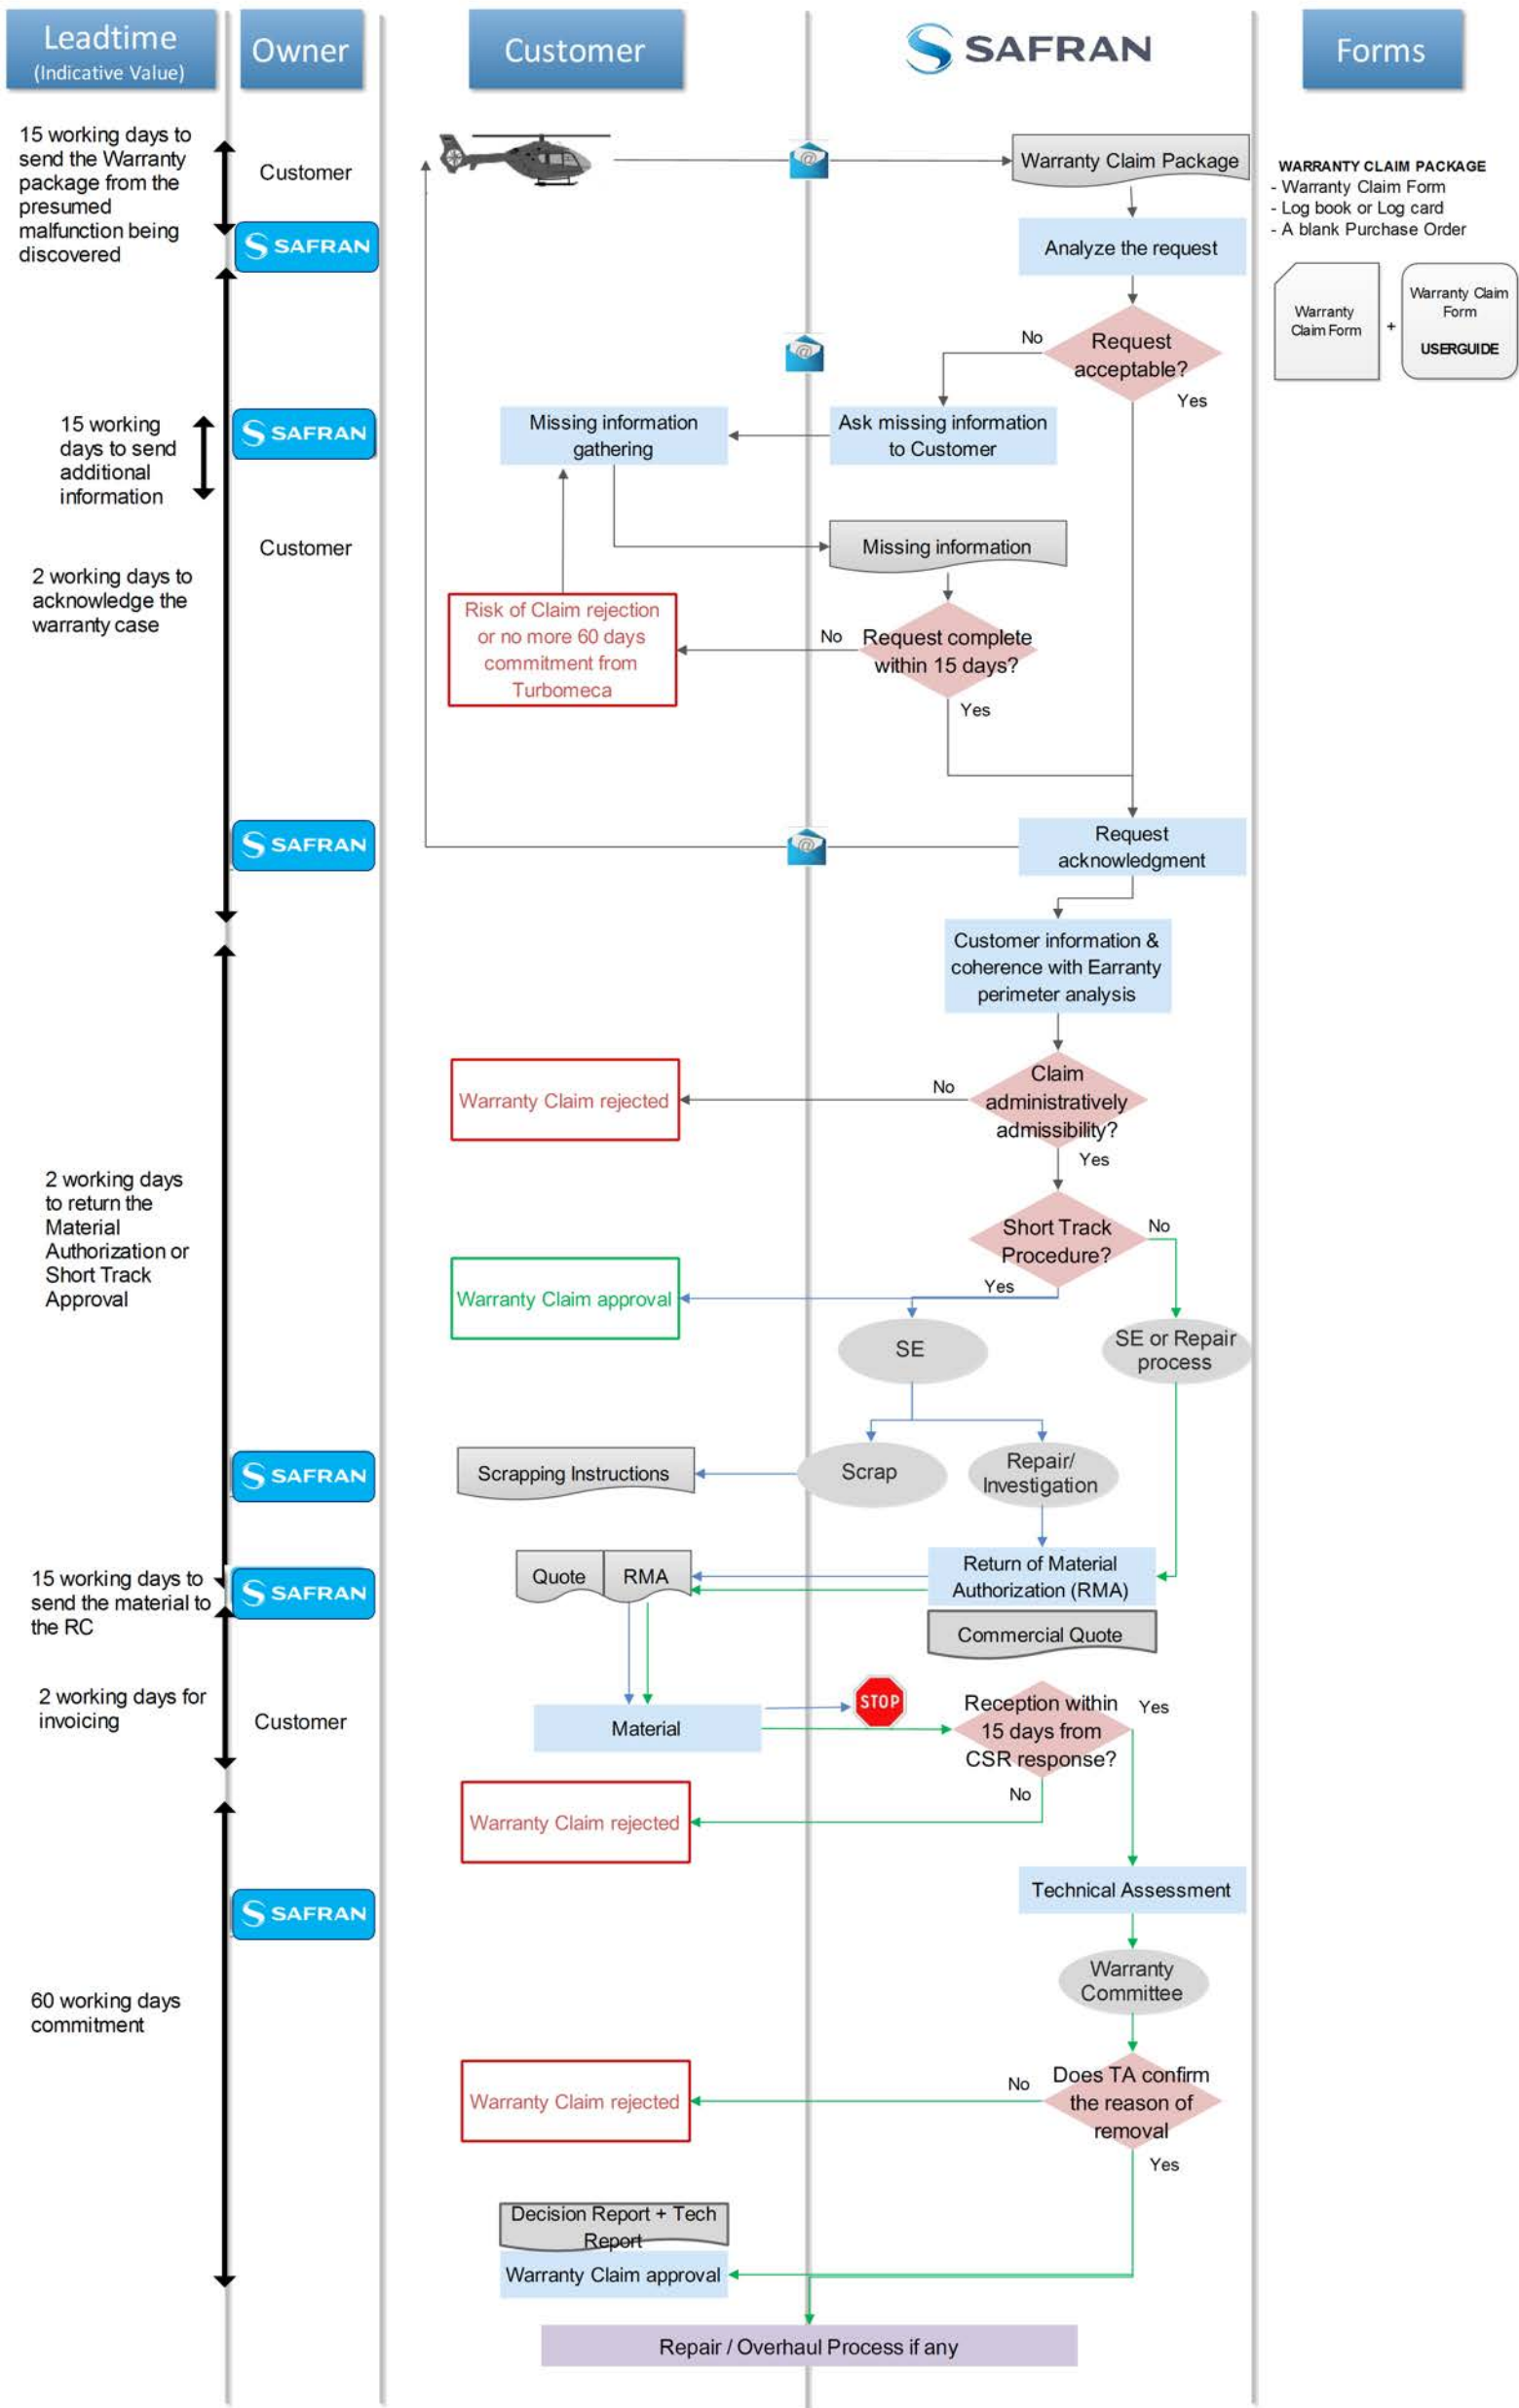 Leadtime
(Indicative Value)
Owner
Customer
SAFRAN
Forms
15 working days to
send the Warranty
package from the
presumed
malfunction being
discovered
Customer
SAFRAN
@
Warranty Claim Package
Analyze the request
Request
acceptable?
No
Yes
@
WARRANTY CLAIM PACKAGE
- Warranty Claim Form
- Log book or Log card
- A blank Purchase Order
Warranty
Claim Form
+
Warranty Claim
Form
USERGUIDE
15 working
days to send
additional
information
SAFRAN
Missing information
gathering
Ask missing information
to Customer
Customer
Missing information
2 working days to
acknowledge the
warranty case
Risk of Claim rejection
or no more 60 days
commitment from
Turbomeca
No
Request complete
within 15 days?
Yes
SAFRAN
@
Request
acknowledgment
Customer information &
coherence with Earranty
perimeter analysis
Warranty Claim rejected
No
Claim
administratively
admissibility?
Yes
2 working days
to return the
Material
Authorization or
Short Track
Approval
Short Track
Procedure?
No
Yes
Warranty Claim approval
SE
SE or Repair
process
SAFRAN
Scrapping Instructions
Scrap
Repair/
Investigation
15 working days to
send the material to
the RC
SAFRAN
Quote
RMA
Return of Material
Authorization (RMA)
Commercial Quote
2 working days for
invoicing
Customer
Material
STOP
Reception within
15 days from
CSR response?
Yes
No
Warranty Claim rejected
SAFRAN
Technical Assessment
Warranty
Committee
60 working days
commitment
Warranty Claim rejected
No
Does TA confirm
the reason of
removal
Yes
Decision Report + Tech
Report
Warranty Claim approval
Repair / Overhaul Process if any